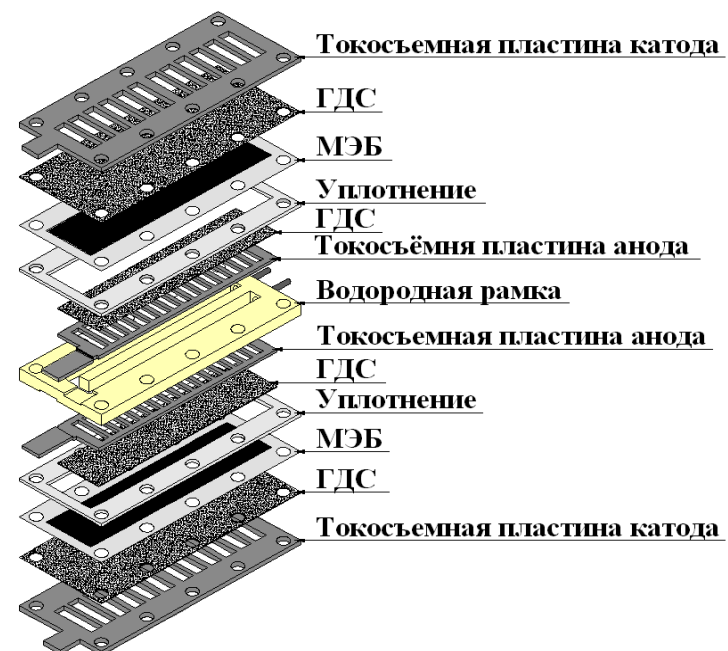 Токосъемная пластина катода
ГДС
МЭБ
Уплотнение
ГДС
Токосъёмня пластина анода
Водородная рамка
Токосъемная пластина анода
ГДС
Уплотнение
МЭБ
ГДС
Токосъемная пластина катода